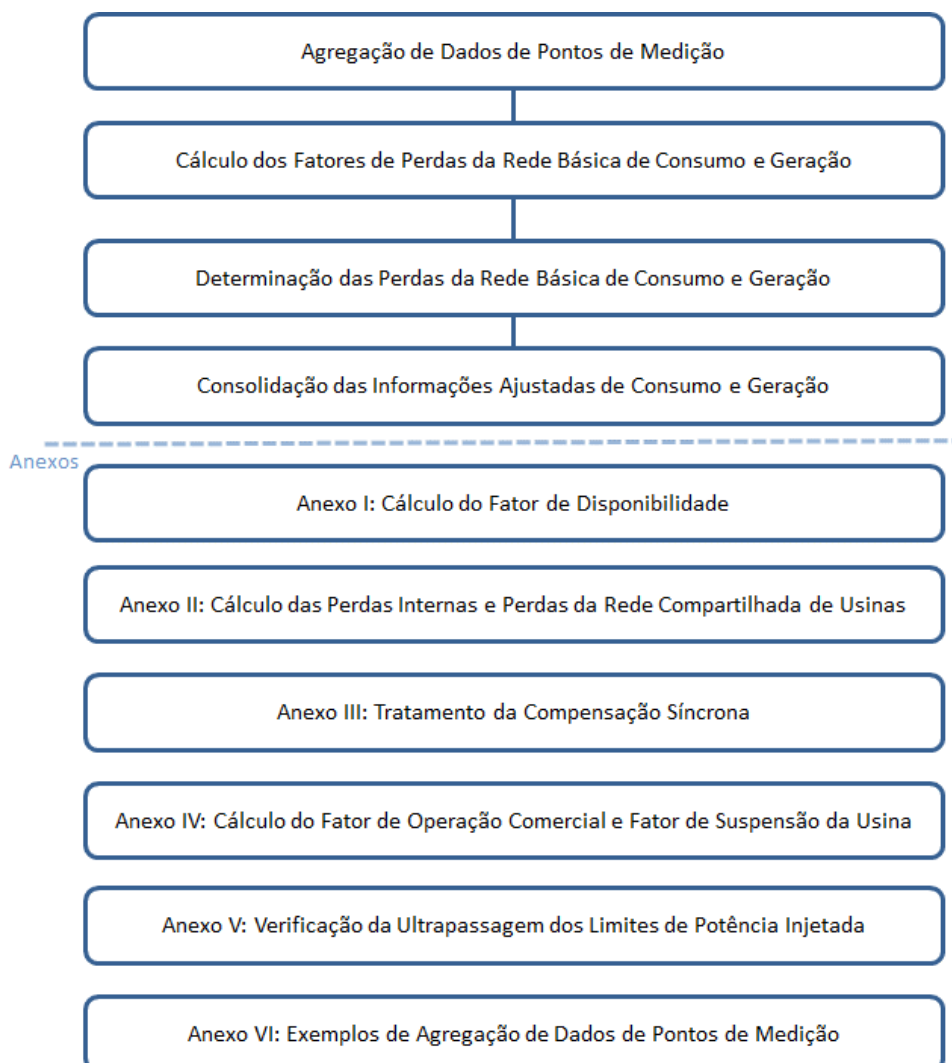 Agregação de Dados de Pontos de Medição
Cálculo dos Fatores de Perdas da Rede Básica de Consumo e Geração
Determinação das Perdas da Rede Básica de Consumo e Geração
Consolidação das Informações Ajustadas de Consumo e Geração
Anexos
Anexo I: Cálculo do Fator de Disponibilidade
Anexo II: Cálculo das Perdas Internas e Perdas da Rede Compartilhada de Usinas
Anexo III: Tratamento da Compensação Síncrona
Anexo IV: Cálculo do Fator de Operação Comercial e Fator de Suspensão da Usina
Anexo V: Verificação da Ultrapassagem dos Limites de Potência Injetada
Anexo VI: Exemplos de Agregação de Dados de Pontos de Medição